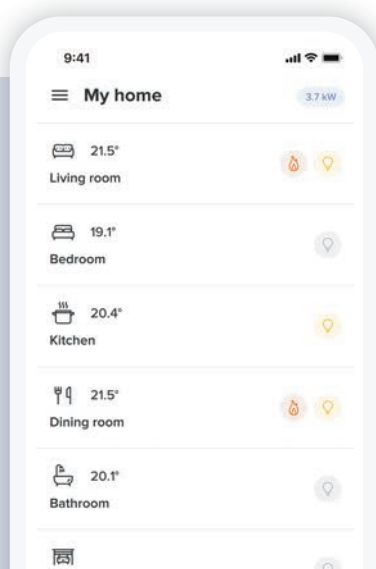 9:41
My home
3.7 kW
21.5°
Living room
19.1°
Bedroom
20.4°
Kitchen
21.5°
Dining room
20.1°
Bathroom